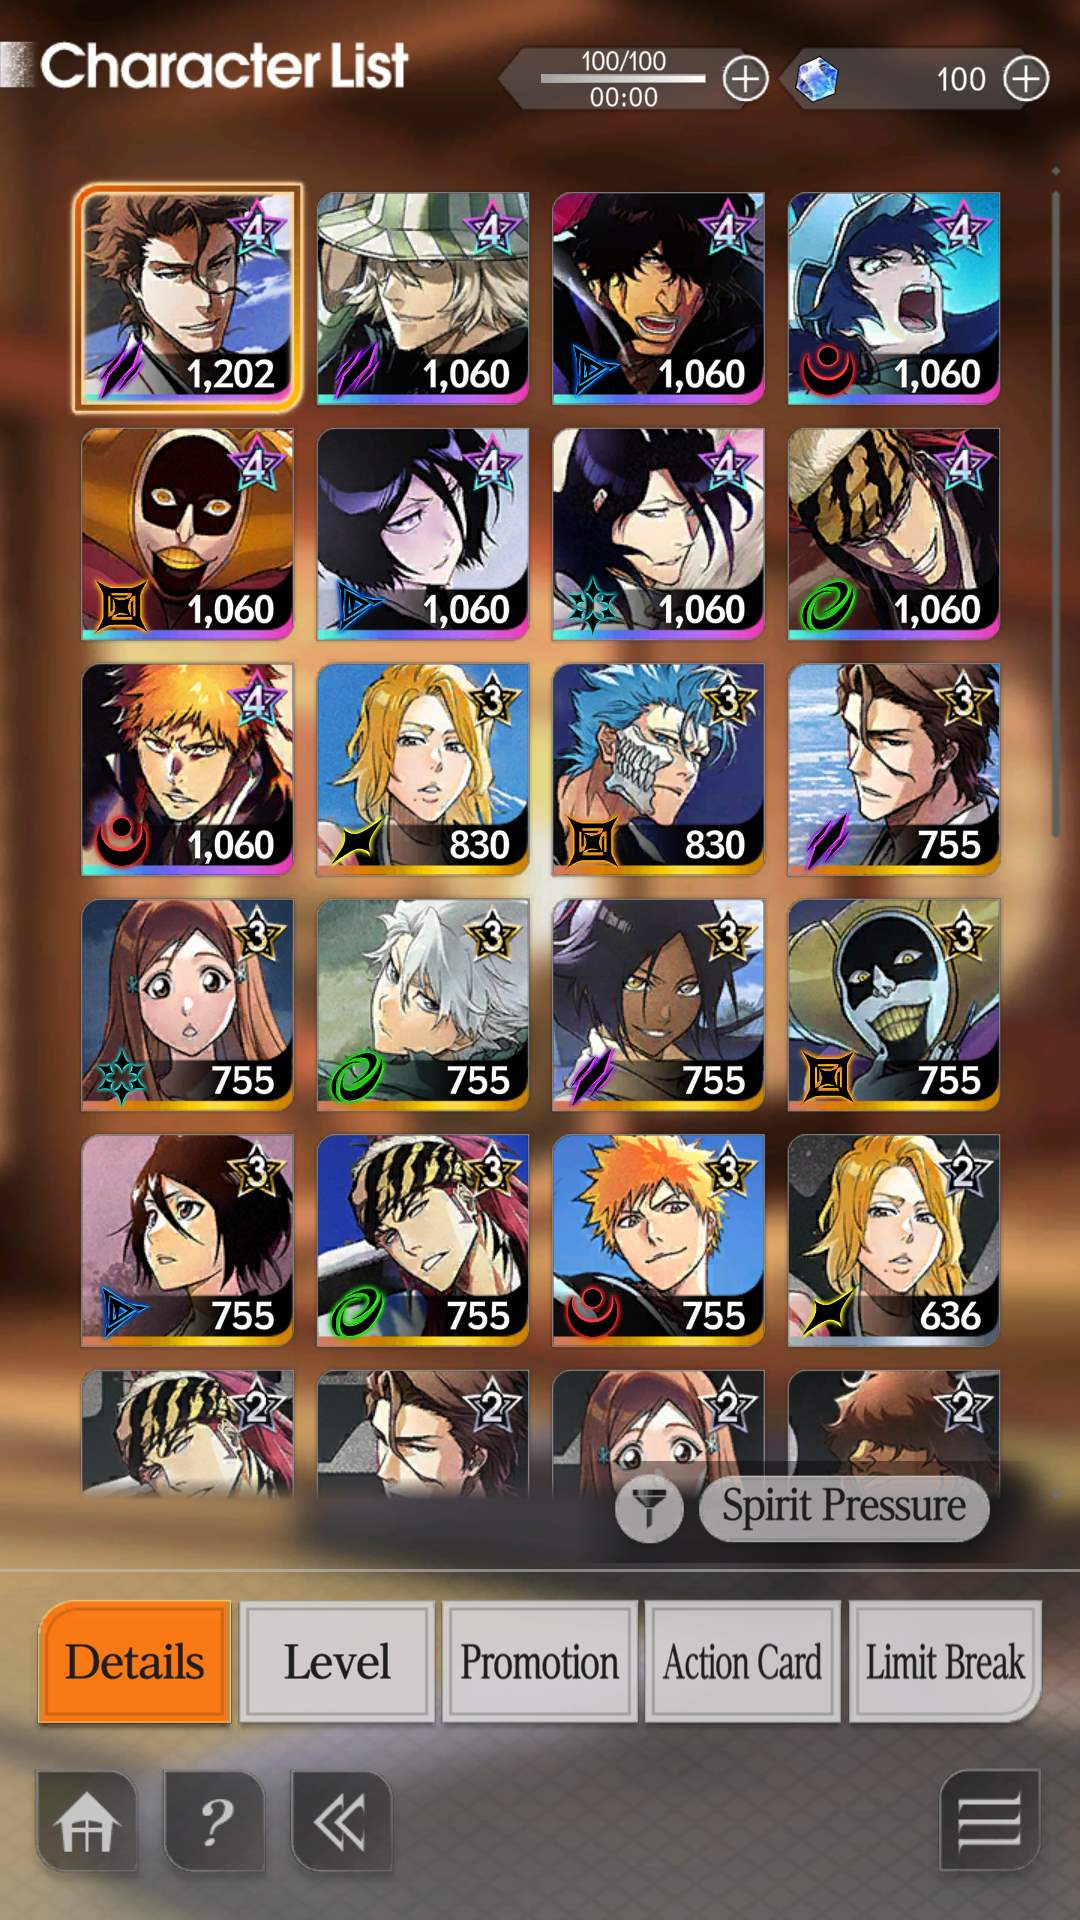 Character List
100/100
00:00
100
4 4 4 4
1,202 1,060 1,060 1,060
4 4 4 4
1,060 1,060 1,060 1,060
4 3 3 3
1,060 830 830 755
3 3 3 3
755 755 755 755
3 3 3 2
755 755 755 636
2 2 2 2
Spirit Pressure
Details Level Promotion Action Card Limit Break
?